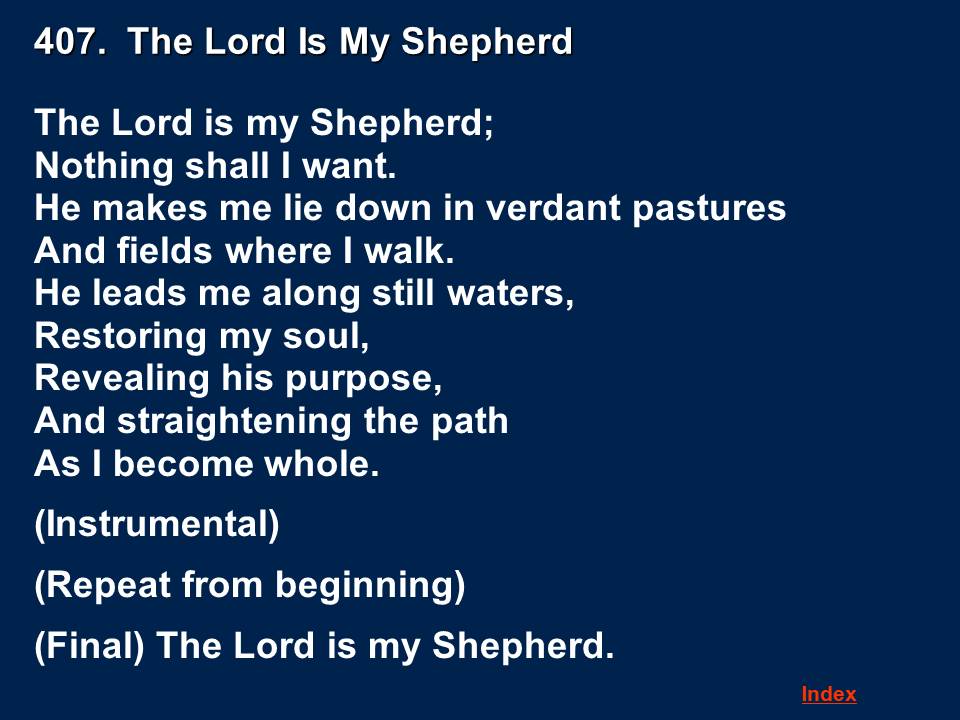 407. The Lord Is My Shepherd
The Lord is my Shepherd;
Nothing shall I want.
He makes me lie down in verdant pastures
And fields where I walk.
He leads me along still waters,
Restoring my soul,
Revealing his purpose,
And straightening the path
As I become whole.
(Instrumental)
(Repeat from beginning)
(Final) The Lord is my Shepherd.
Index